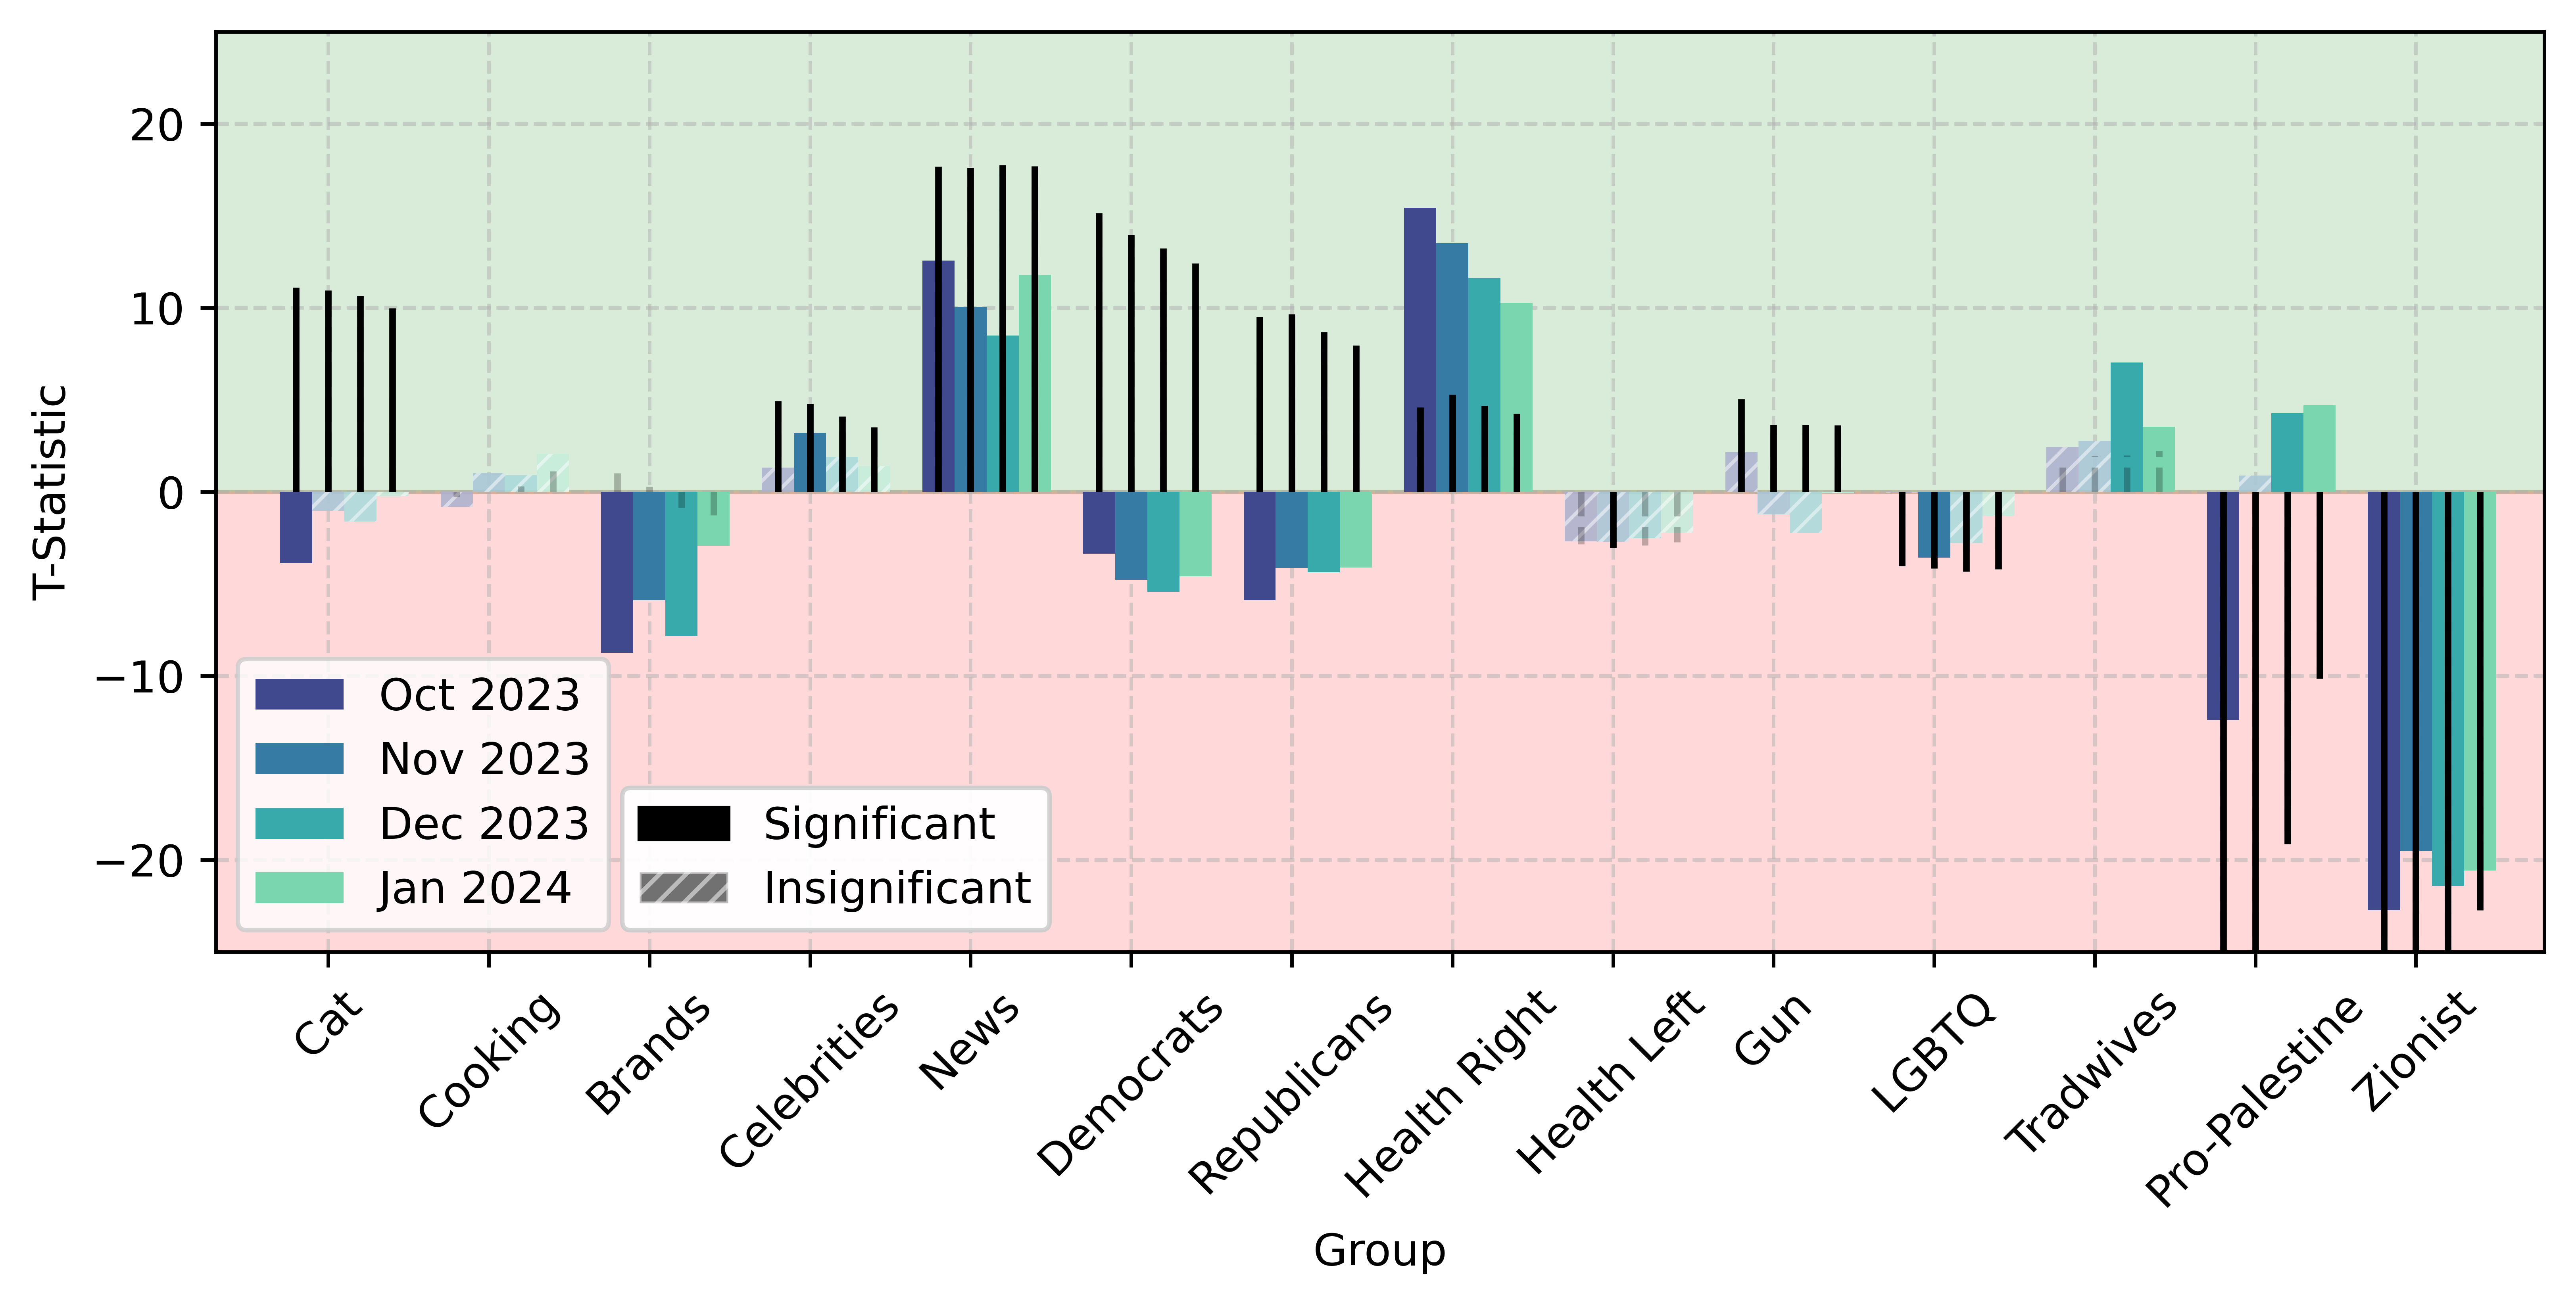 T-Statistic
20
10
0
−10
−20
Oct 2023
Nov 2023
Dec 2023
Jan 2024
Significant
Insignificant
Cat
Cooking
Brands
Celebrities
News
Democrats
Republicans
Health Right
Health Left
Gun
LGBTQ
Tradwives
Pro-Palestine
Zionist
Group